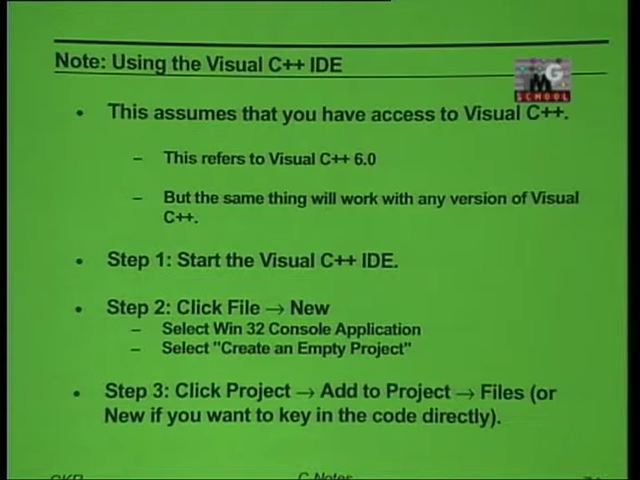 Note: Using the Visual C++ IDE
MG
SCHOOL
• This assumes that you have access to Visual C++.
– This refers to Visual C++ 6.0
– But the same thing will work with any version of Visual
C++.
• Step 1: Start the Visual C++ IDE.
• Step 2: Click File → New
– Select Win 32 Console Application
– Select "Create an Empty Project"
• Step 3: Click Project → Add to Project → Files (or
New if you want to key in the code directly).
C Notes